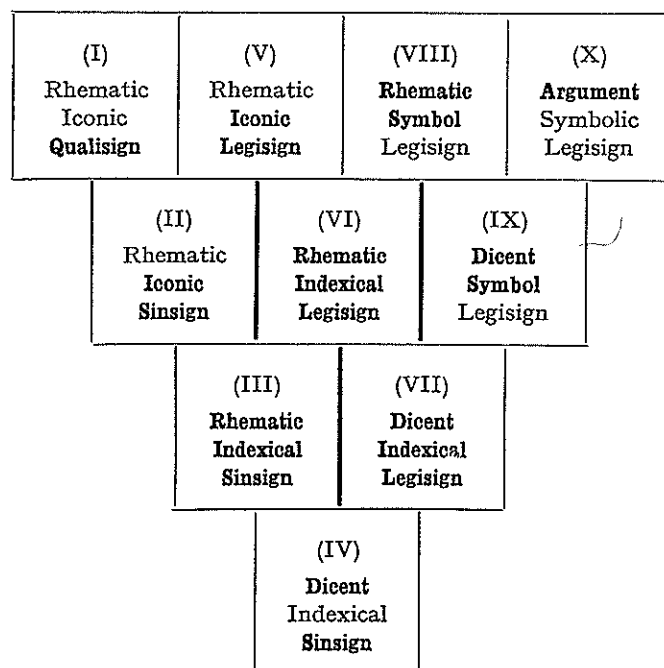 (I)
Rhematic
Iconic
Qualisign
(V)
Rhematic
Iconic
Legisign
(VIII)
Rhematic
Symbol
Legisign
(X)
Argument
Symbolic
Legisign
(II)
Rhematic
Iconic
Sinsign
(VI)
Rhematic
Indexical
Legisign
(IX)
Dicent
Symbol
Legisign
(III)
Rhematic
Indexical
Sinsign
(VII)
Dicent
Indexical
Legisign
(IV)
Dicent
Indexical
Sinsign